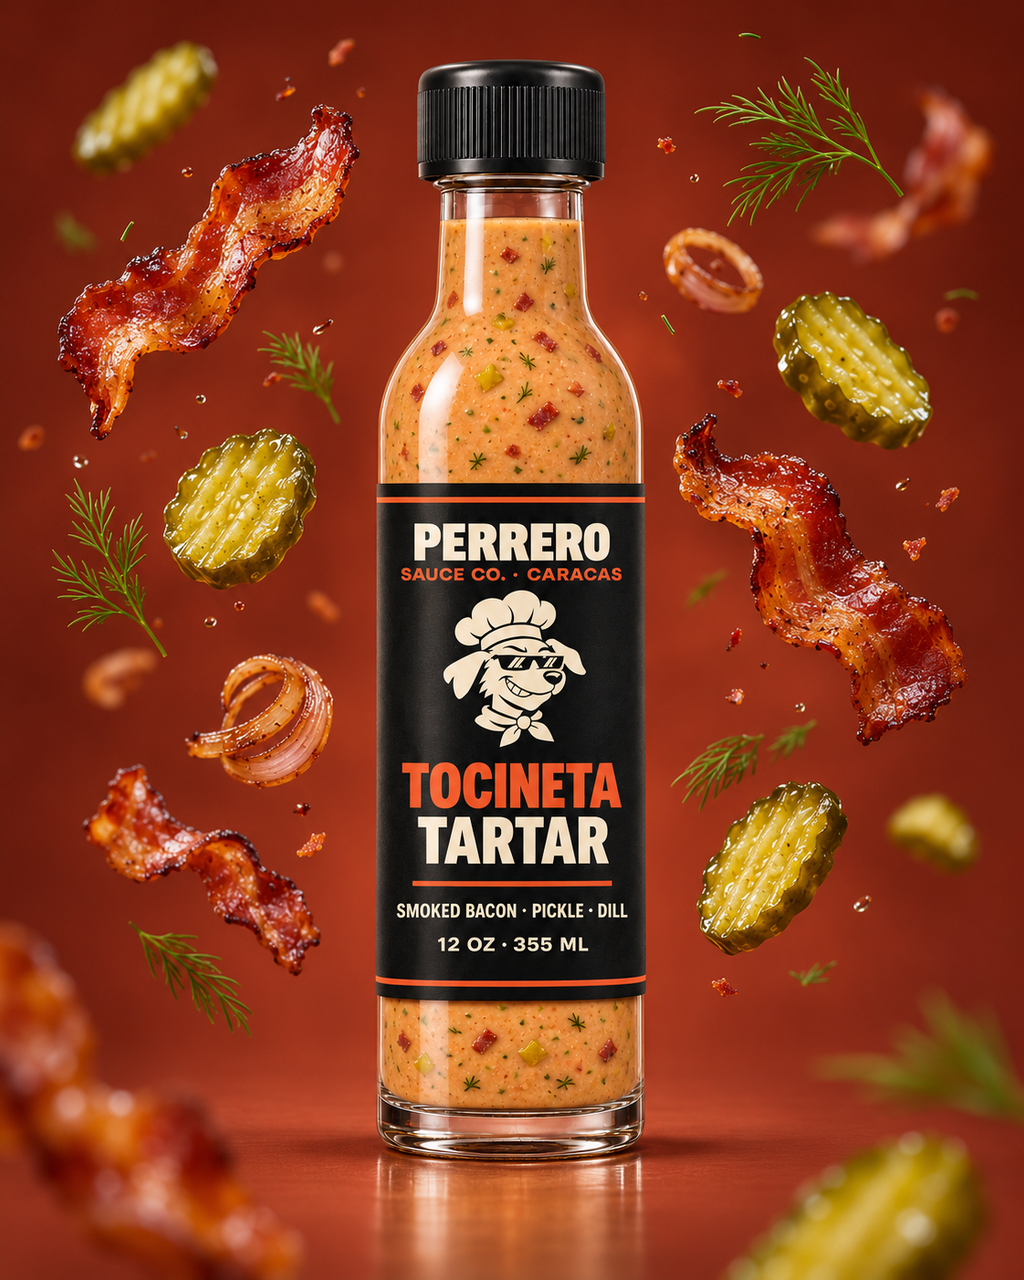 PERRERO
SAUCE CO. · CARACAS
TOCINETA
TARTAR
SMOKED BACON · PICKLE · DILL
12 OZ · 355 ML